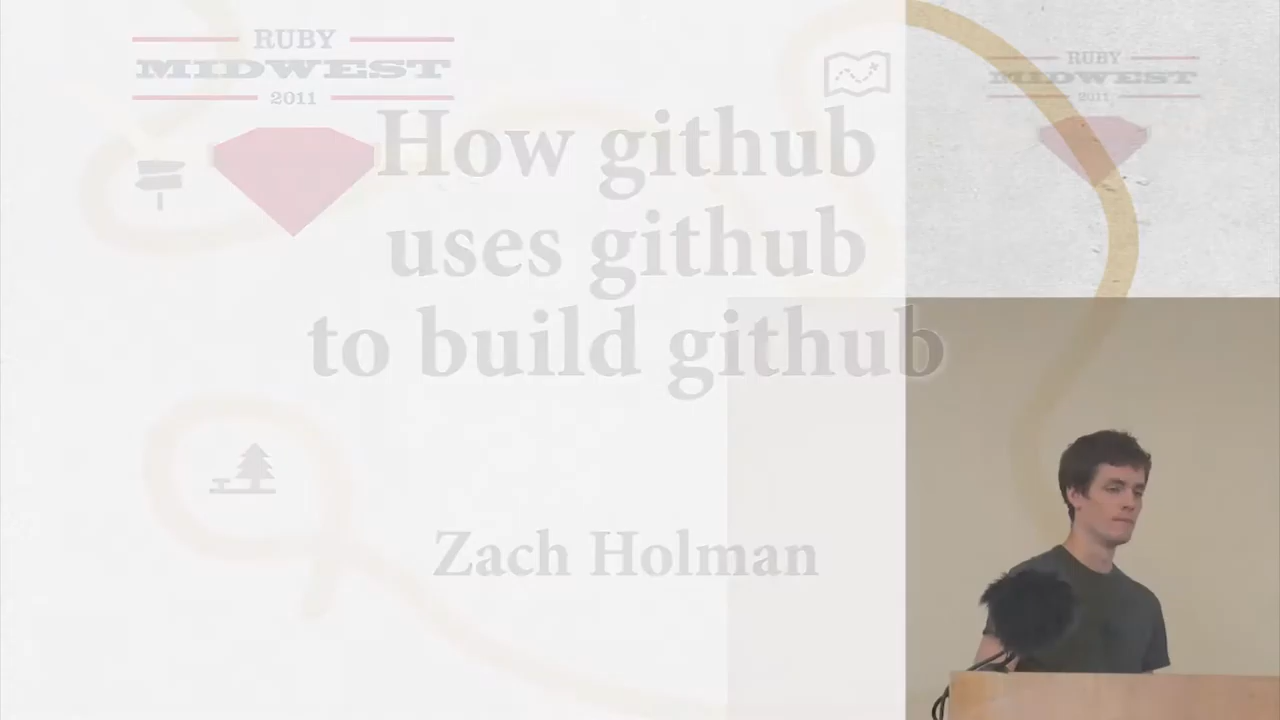 RUBY
MIDWEST
2011
How github
uses github
to build github
Zach Holman
RUBY
MIDWEST
2011